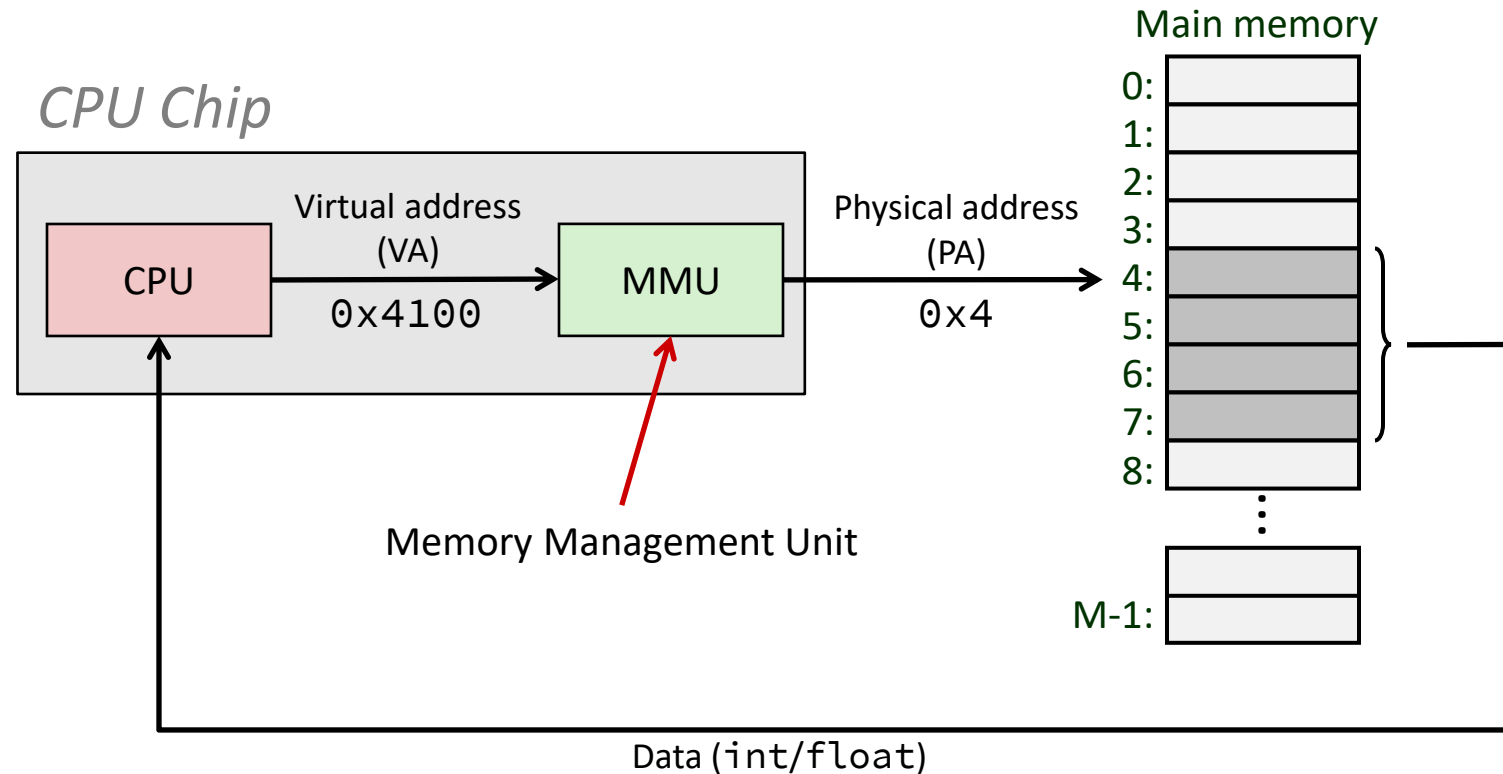 Main memory
CPU Chip
0:
1:
2:
3:
4:
5:
6:
7:
8:
M-1:
Virtual address
(VA)
0x4100
CPU
MMU
Physical address
(PA)
0x4
Memory Management Unit
Data (int/float)